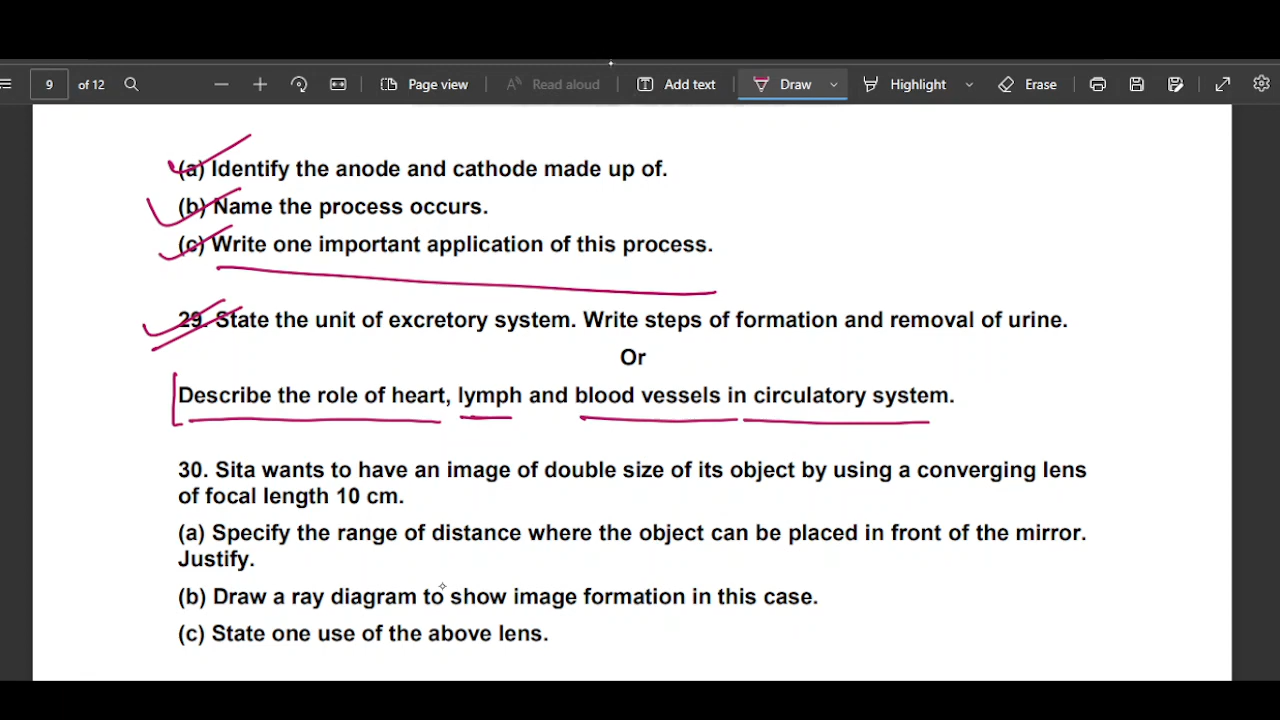 9 of 12 Page view Read aloud Add text Draw Highlight Erase
(a) Identify the anode and cathode made up of.
(b) Name the process occurs.
(c) Write one important application of this process.
29. State the unit of excretory system. Write steps of formation and removal of urine.
Or
Describe the role of heart, lymph and blood vessels in circulatory system.
30. Sita wants to have an image of double size of its object by using a converging lens
of focal length 10 cm.
(a) Specify the range of distance where the object can be placed in front of the mirror.
Justify.
(b) Draw a ray diagram to show image formation in this case.
(c) State one use of the above lens.